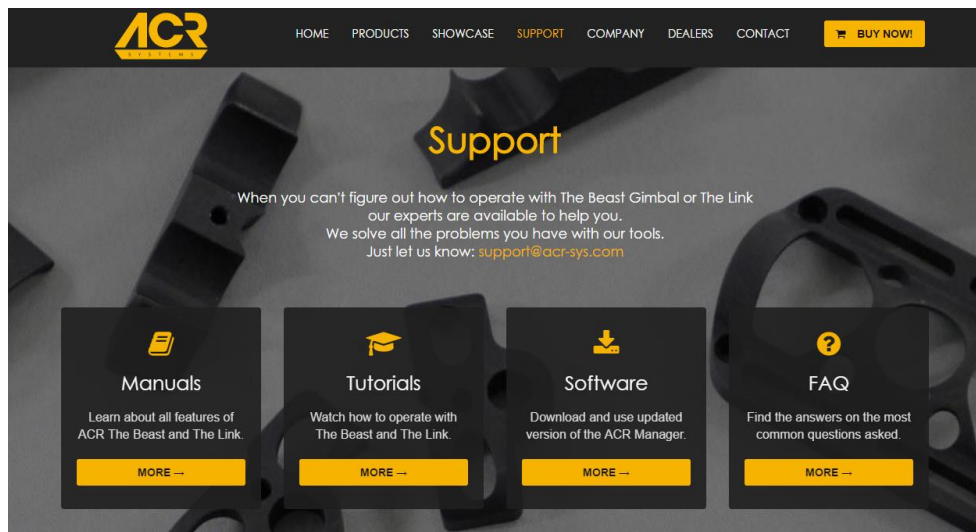 ACR
SYSTEMS
HOME PRODUCTS SHOWCASE SUPPORT COMPANY DEALERS CONTACT BUY NOW!
Support
When you can't figure out how to operate with The Beast Gimbal or The Link
our experts are available to help you.
We solve all the problems you have with our tools.
Just let us know: support@acr-sys.com
Manuals
Learn about all features of
ACR The Beast and The Link.
MORE →
Tutorials
Watch how to operate with
The Beast and The Link.
MORE →
Software
Download and use updated
version of the ACR Manager.
MORE →
FAQ
Find the answers on the most
common questions asked.
MORE →